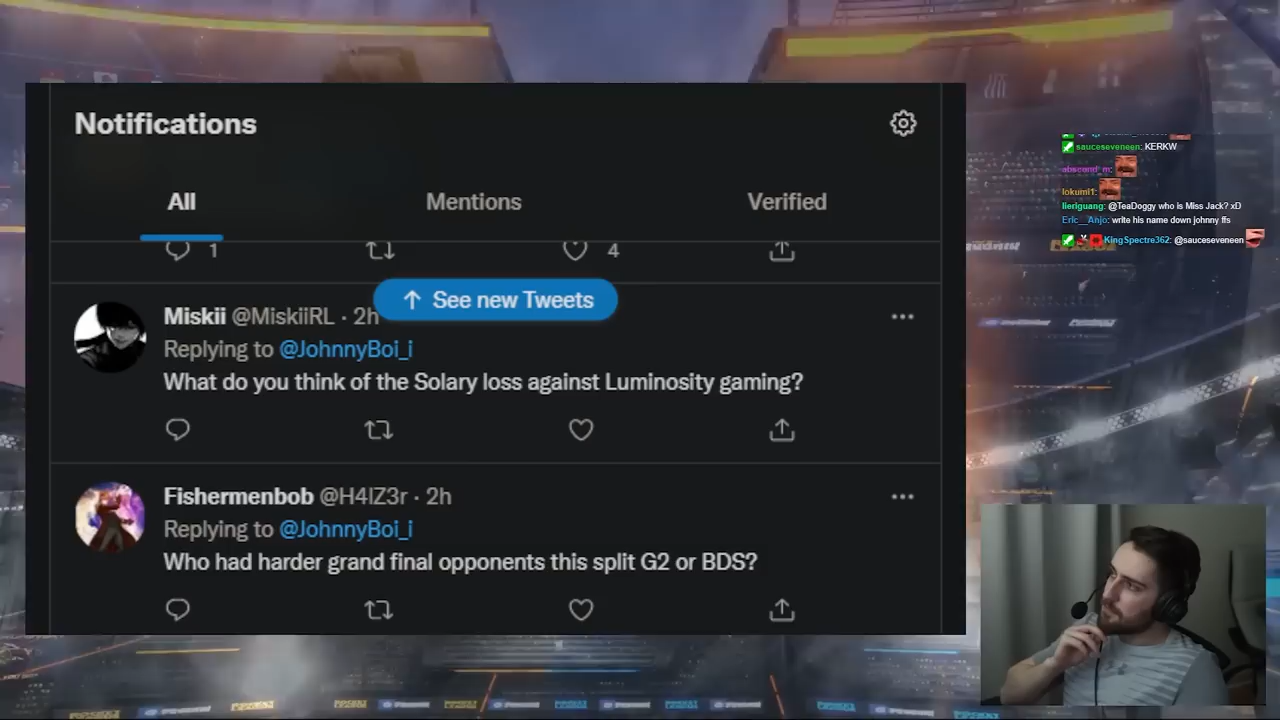 Notifications
All
Mentions
Verified
1
4
See new Tweets
Miskii @MiskiiRL · 2h
Replying to @JohnnyBoi_i
What do you think of the Solary loss against Luminosity gaming?
Fishermenbob @H4lZ3r · 2h
Replying to @JohnnyBoi_i
Who had harder grand final opponents this split G2 or BDS?
sauceseveneen: KERKW
abscond_m:
lokumi1:
lieriguang: @TeaDoggy who is Miss Jack? xD
Eric__Anjo: write his name down johnny ffs
KingSpectre362: @sauceseveneen